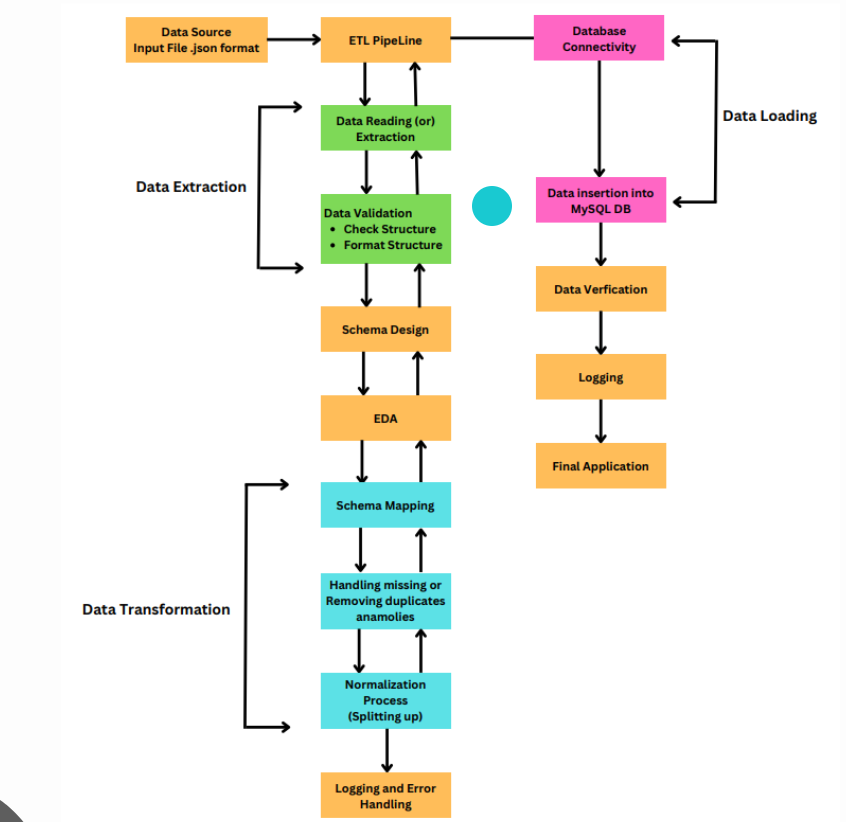 Data Source
Input File .json format
ETL PipeLine
Database
Connectivity
Data Loading
Data Reading (or)
Extraction
Data Extraction
Data Validation
• Check Structure
• Format Structure
Data insertion into
MySQL DB
Data Verfication
Schema Design
Logging
EDA
Final Application
Schema Mapping
Data Transformation
Handling missing or
Removing duplicates
anamolies
Normalization
Process
(Splitting up)
Logging and Error
Handling